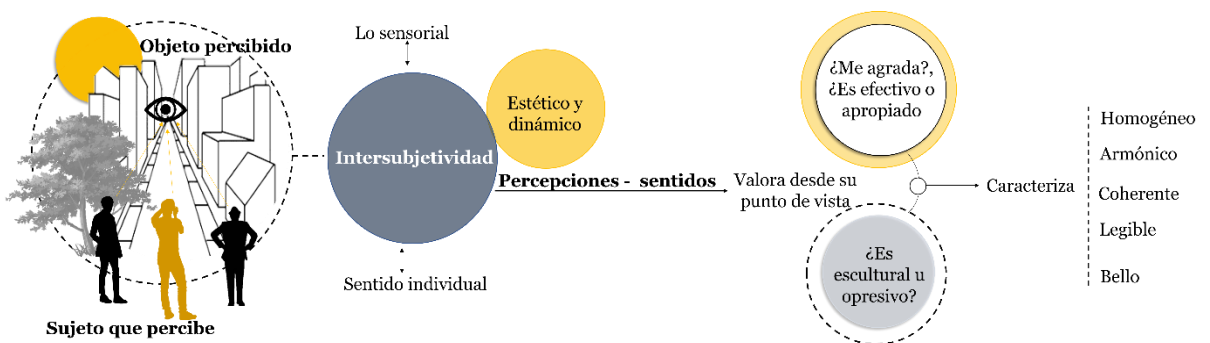 Objeto percibido
Sujeto que percibe
Lo sensorial
Intersubjetividad
Sentido individual
Estético y
dinámico
Percepciones -  sentidos
Valora desde su
punto de vista
¿Me agrada?,
¿Es efectivo o
apropiado
¿Es
escultural u
opresivo?
Caracteriza
Homogéneo
Armónico
Coherente
Legible
Bello